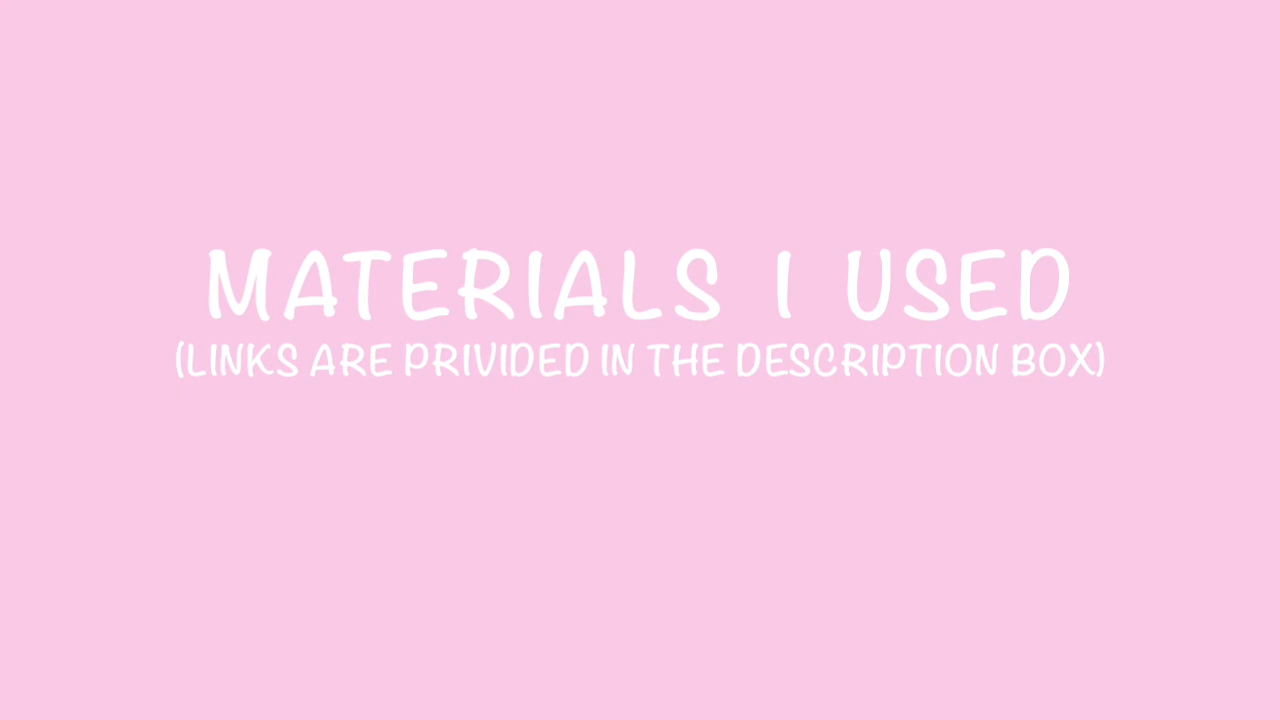 MATERIALS I USED
(LINKS ARE PRIVIDED IN THE DESCRIPTION BOX)